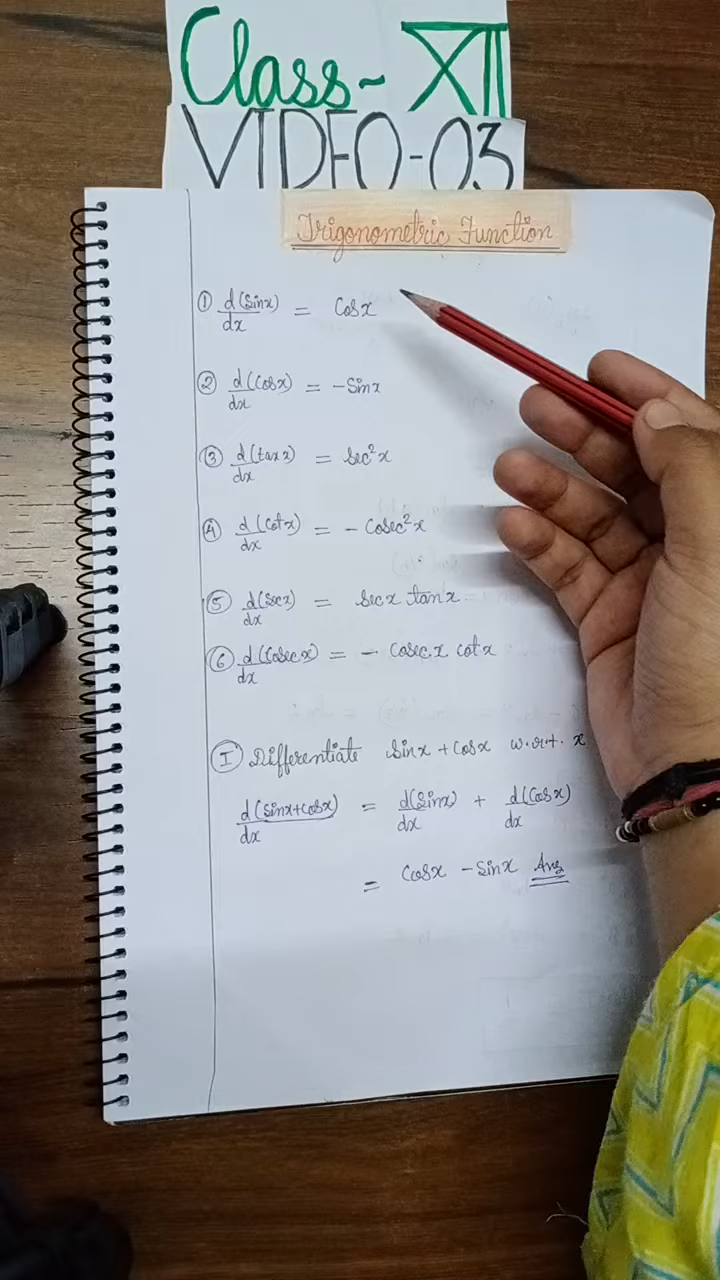 Class- XII
VIDEO-03
Trigonometric Function
① d(Sinx)/dx = Cosx
② d(Cosx)/dx = -Sinx
③ d(tanx)/dx = Sec²x
④ d(Cotx)/dx = - Cosec²x
⑤ d(Secx)/dx = Secx tanx
⑥ d(Cosecx)/dx = - Cosec.x cotx
Ⓘ Differentiate Sinx + Cosx w.r.t. x
d(Sinx+Cosx)/dx = d(Sinx)/dx + d(Cosx)/dx
= Cosx - Sinx Ans